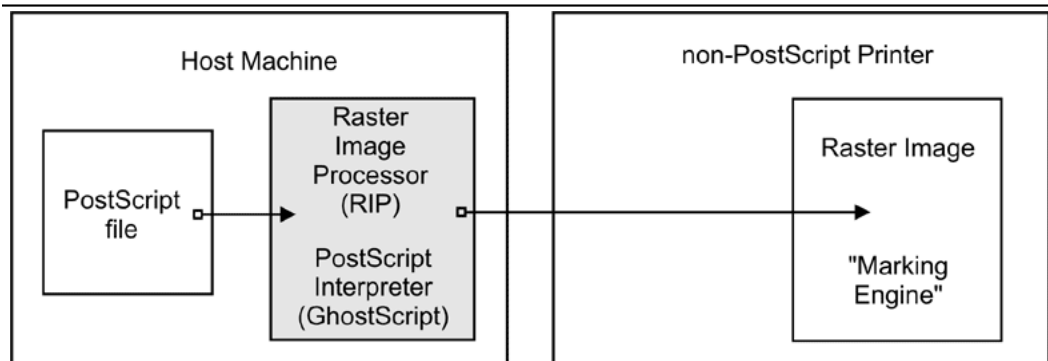 Host Machine
non-PostScript Printer
PostScript
file
Raster
Image
Processor
(RIP)
PostScript
Interpreter
(GhostScript)
Raster Image
"Marking
Engine"